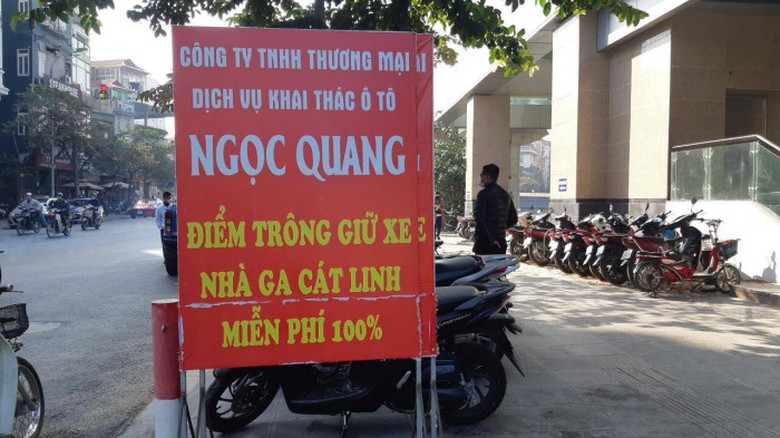 CÔNG TY TNHH THƯƠNG MẠI
DỊCH VỤ KHAI THÁC Ô TÔ
NGỌC QUANG
ĐIỂM TRÔNG GIỮ XE
NHÀ GA CÁT LINH
MIỄN PHÍ 100%